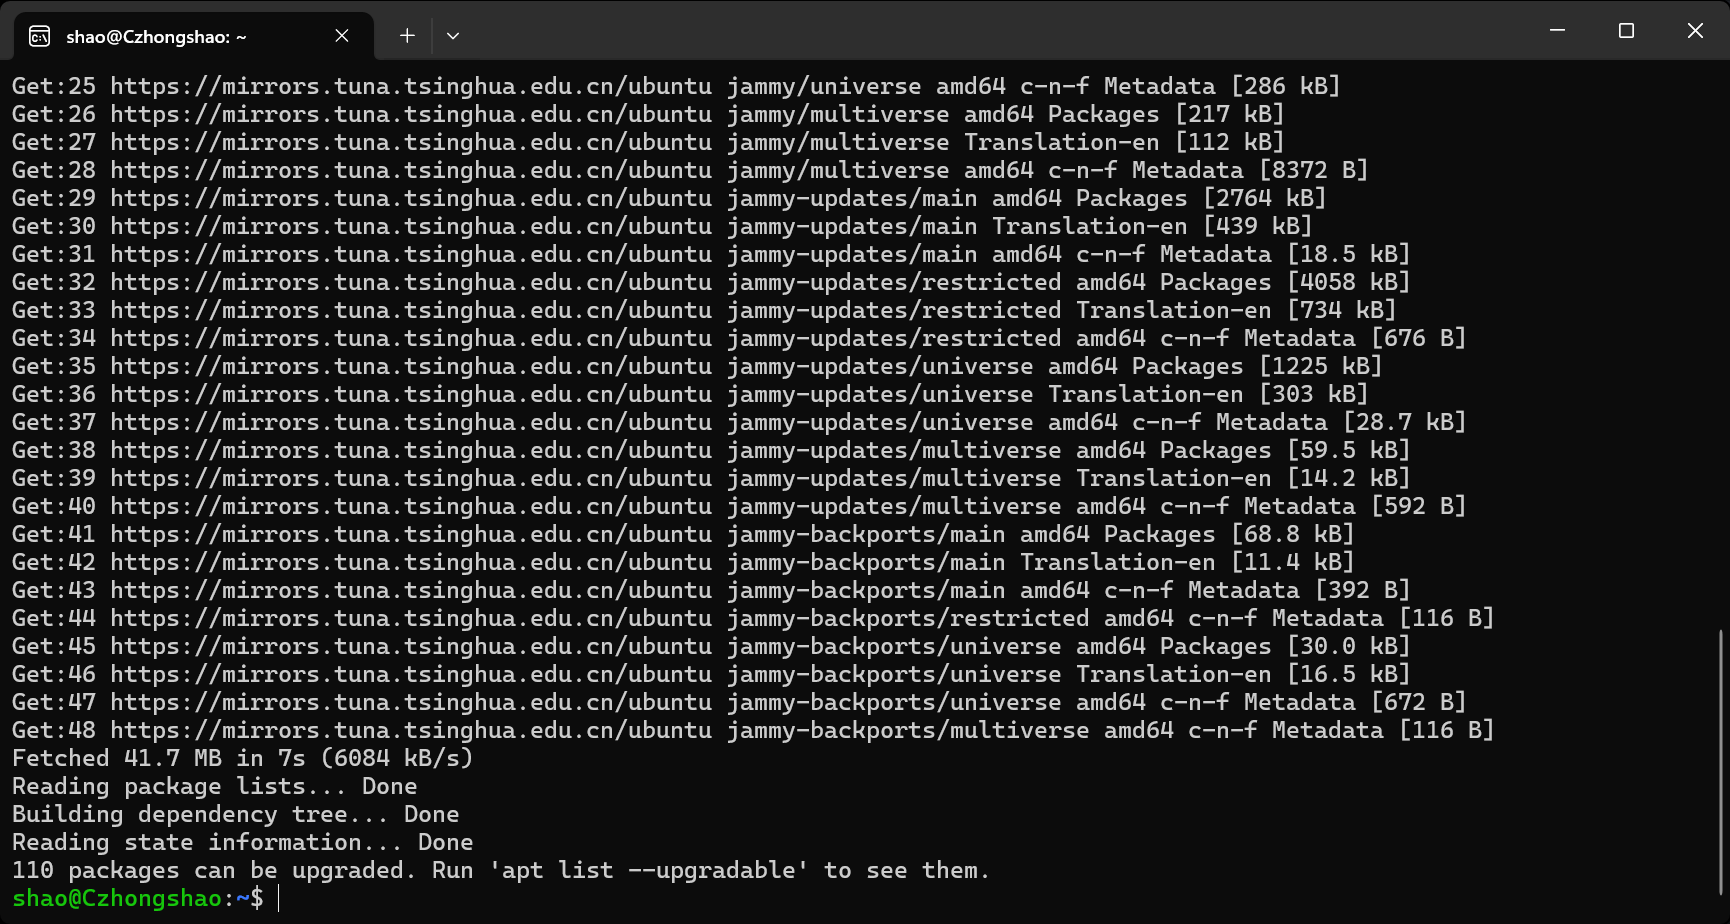 shao@Czhongshao: ~
Get:25 https://mirrors.tuna.tsinghua.edu.cn/ubuntu jammy/universe amd64 c-n-f Metadata [286 kB]
Get:26 https://mirrors.tuna.tsinghua.edu.cn/ubuntu jammy/multiverse amd64 Packages [217 kB]
Get:27 https://mirrors.tuna.tsinghua.edu.cn/ubuntu jammy/multiverse Translation-en [112 kB]
Get:28 https://mirrors.tuna.tsinghua.edu.cn/ubuntu jammy/multiverse amd64 c-n-f Metadata [8372 B]
Get:29 https://mirrors.tuna.tsinghua.edu.cn/ubuntu jammy-updates/main amd64 Packages [2764 kB]
Get:30 https://mirrors.tuna.tsinghua.edu.cn/ubuntu jammy-updates/main Translation-en [439 kB]
Get:31 https://mirrors.tuna.tsinghua.edu.cn/ubuntu jammy-updates/main amd64 c-n-f Metadata [18.5 kB]
Get:32 https://mirrors.tuna.tsinghua.edu.cn/ubuntu jammy-updates/restricted amd64 Packages [4058 kB]
Get:33 https://mirrors.tuna.tsinghua.edu.cn/ubuntu jammy-updates/restricted Translation-en [734 kB]
Get:34 https://mirrors.tuna.tsinghua.edu.cn/ubuntu jammy-updates/restricted amd64 c-n-f Metadata [676 B]
Get:35 https://mirrors.tuna.tsinghua.edu.cn/ubuntu jammy-updates/universe amd64 Packages [1225 kB]
Get:36 https://mirrors.tuna.tsinghua.edu.cn/ubuntu jammy-updates/universe Translation-en [303 kB]
Get:37 https://mirrors.tuna.tsinghua.edu.cn/ubuntu jammy-updates/universe amd64 c-n-f Metadata [28.7 kB]
Get:38 https://mirrors.tuna.tsinghua.edu.cn/ubuntu jammy-updates/multiverse amd64 Packages [59.5 kB]
Get:39 https://mirrors.tuna.tsinghua.edu.cn/ubuntu jammy-updates/multiverse Translation-en [14.2 kB]
Get:40 https://mirrors.tuna.tsinghua.edu.cn/ubuntu jammy-updates/multiverse amd64 c-n-f Metadata [592 B]
Get:41 https://mirrors.tuna.tsinghua.edu.cn/ubuntu jammy-backports/main amd64 Packages [68.8 kB]
Get:42 https://mirrors.tuna.tsinghua.edu.cn/ubuntu jammy-backports/main Translation-en [11.4 kB]
Get:43 https://mirrors.tuna.tsinghua.edu.cn/ubuntu jammy-backports/main amd64 c-n-f Metadata [392 B]
Get:44 https://mirrors.tuna.tsinghua.edu.cn/ubuntu jammy-backports/restricted amd64 c-n-f Metadata [116 B]
Get:45 https://mirrors.tuna.tsinghua.edu.cn/ubuntu jammy-backports/universe amd64 Packages [30.0 kB]
Get:46 https://mirrors.tuna.tsinghua.edu.cn/ubuntu jammy-backports/universe Translation-en [16.5 kB]
Get:47 https://mirrors.tuna.tsinghua.edu.cn/ubuntu jammy-backports/universe amd64 c-n-f Metadata [672 B]
Get:48 https://mirrors.tuna.tsinghua.edu.cn/ubuntu jammy-backports/multiverse amd64 c-n-f Metadata [116 B]
Fetched 41.7 MB in 7s (6084 kB/s)
Reading package lists... Done
Building dependency tree... Done
Reading state information... Done
110 packages can be upgraded. Run 'apt list --upgradable' to see them.
shao@Czhongshao:~$